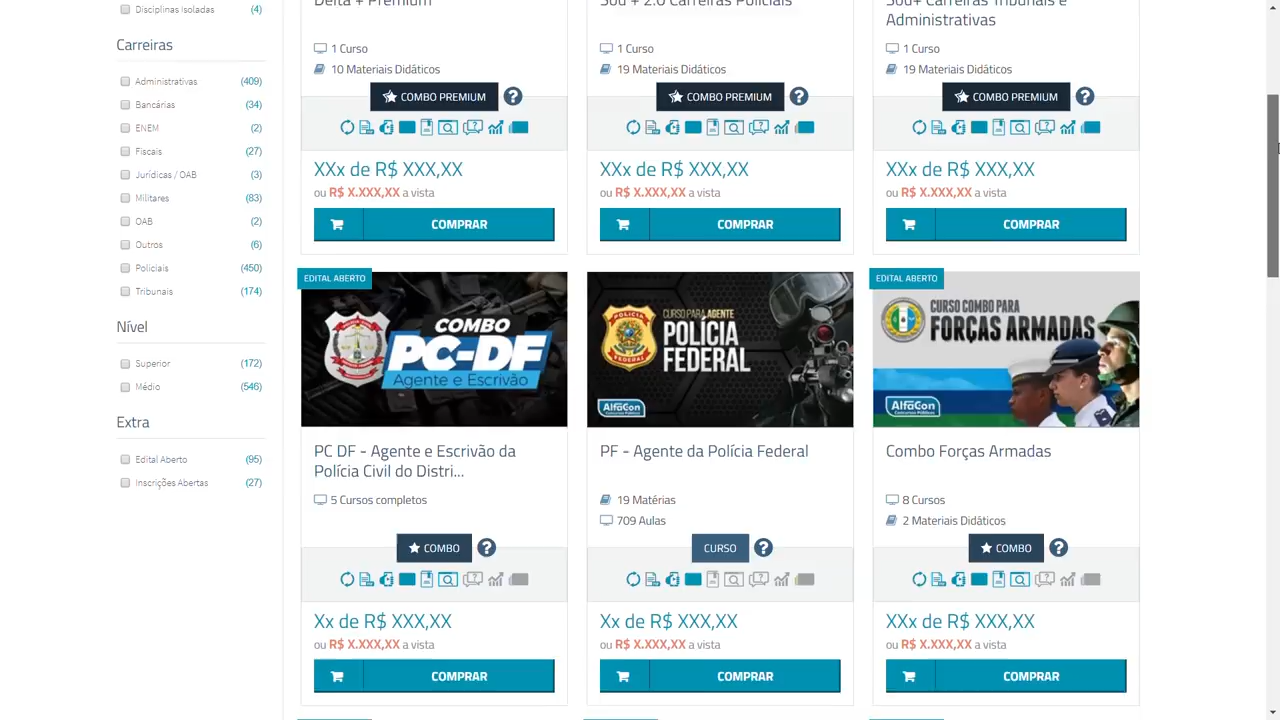 Disciplinas Isoladas (4)
Carreiras
Administrativas (409)
Bancárias (34)
ENEM (2)
Fiscais (27)
Jurídicas / OAB (3)
Militares (83)
OAB (2)
Outros (6)
Policiais (450)
Tribunais (174)
Nível
Superior (172)
Médio (546)
Extra
Edital Aberto (95)
Inscrições Abertas (27)
Delta + Premium
1 Curso
10 Materiais Didáticos
COMBO PREMIUM
XXx de R$ XXX,XX
ou R$ X.XXX,XX a vista
COMPRAR
Sou + 2.0 Carreiras Policiais
1 Curso
19 Materiais Didáticos
COMBO PREMIUM
XXx de R$ XXX,XX
ou R$ X.XXX,XX a vista
COMPRAR
Sou+ Carreiras Tribunais e
Administrativas
1 Curso
19 Materiais Didáticos
COMBO PREMIUM
XXx de R$ XXX,XX
ou R$ X.XXX,XX a vista
COMPRAR
EDITAL ABERTO
COMBO
PC-DF
Agente e Escrivão
PC DF - Agente e Escrivão da
Polícia Civil do Distri...
5 Cursos completos
COMBO
Xx de R$ XXX,XX
ou R$ X.XXX,XX a vista
COMPRAR
CURSO PARA AGENTE
POLÍCIA
FEDERAL
AlfaCon
PF - Agente da Polícia Federal
19 Matérias
709 Aulas
CURSO
Xx de R$ XXX,XX
ou R$ X.XXX,XX a vista
COMPRAR
EDITAL ABERTO
CURSO COMBO PARA
FORÇAS ARMADAS
AlfaCon
Combo Forças Armadas
8 Cursos
2 Materiais Didáticos
COMBO
XXx de R$ XXX,XX
ou R$ X.XXX,XX a vista
COMPRAR